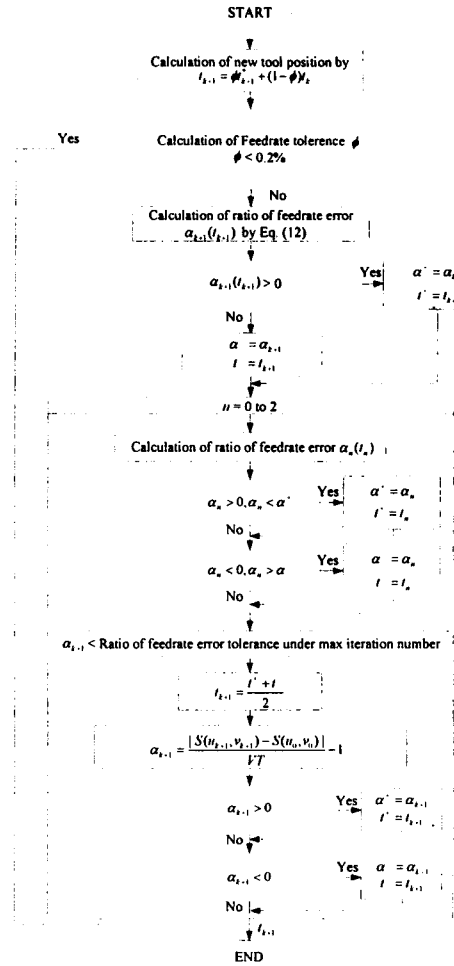 START
Calculation of new tool position by
t_{k+1} = ϕt*_{k+1} + (1-ϕ)t_k
Yes
Calculation of Feedrate tolerence ϕ
ϕ < 0.2%
No
Calculation of ratio of feedrate error
α_{k+1}(t_{k+1}) by Eq. (12)
α_{k+1}(t_{k+1}) > 0
Yes
α⁺ = α_k
t⁺ = t_k
No
α = α_{k+1}
t = t_{k+1}
n = 0 to 2
Calculation of ratio of feedrate error α_n(t_n)
α_n > 0, α_n < α⁺
Yes
α⁺ = α_n
t⁺ = t_n
No
α_n < 0, α_n > α
Yes
α = α_n
t = t_n
No
α_{k+1} < Ratio of feedrate error tolerance under max iteration number
t_{k+1} = (t⁺ + t) / 2
α_{k+1} = |S(u_{k+1}, v_{k+1}) - S(u_0, v_0)| / VT - 1
α_{k+1} > 0
Yes
α⁺ = α_{k+1}
t⁺ = t_{k+1}
No
α_{k+1} < 0
Yes
α = α_{k+1}
t = t_{k+1}
No
t_{k+1}
END